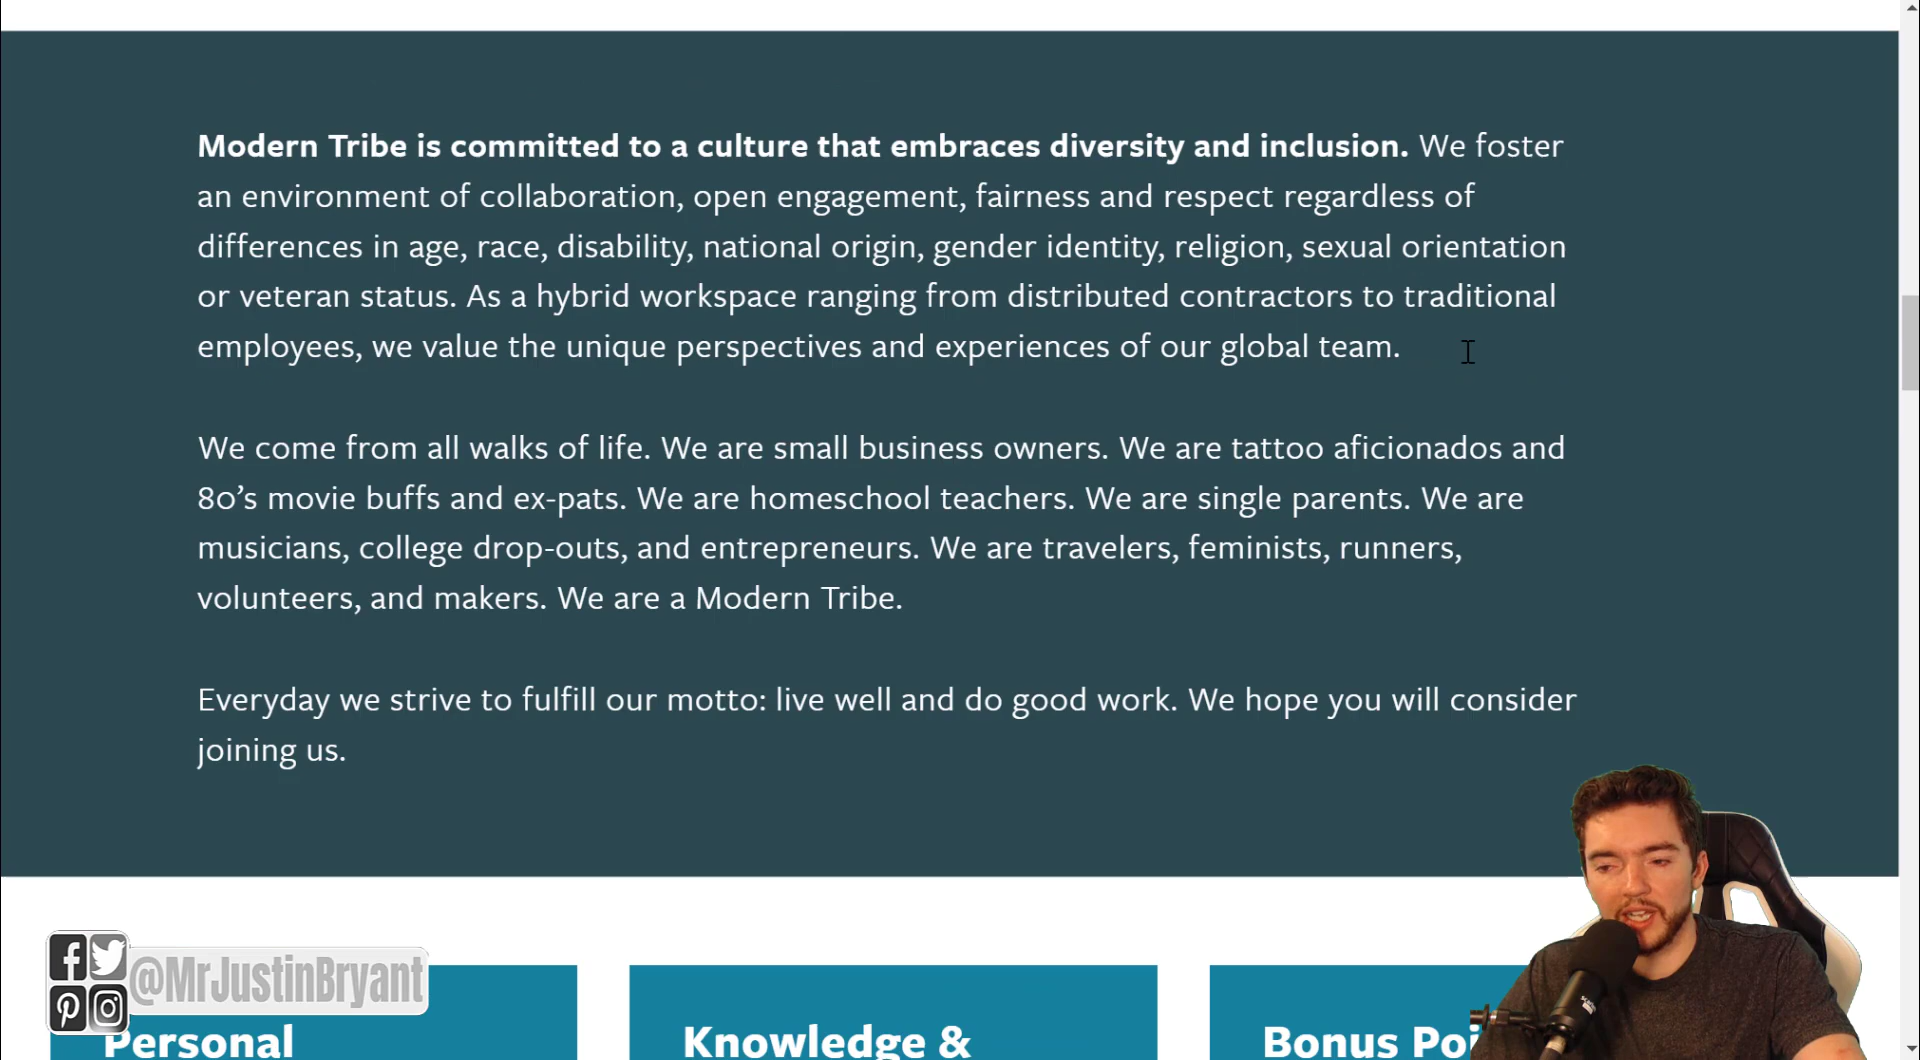 Modern Tribe is committed to a culture that embraces diversity and inclusion. We foster
an environment of collaboration, open engagement, fairness and respect regardless of
differences in age, race, disability, national origin, gender identity, religion, sexual orientation
or veteran status. As a hybrid workspace ranging from distributed contractors to traditional
employees, we value the unique perspectives and experiences of our global team.
We come from all walks of life. We are small business owners. We are tattoo aficionados and
80’s movie buffs and ex-pats. We are homeschool teachers. We are single parents. We are
musicians, college drop-outs, and entrepreneurs. We are travelers, feminists, runners,
volunteers, and makers. We are a Modern Tribe.
Everyday we strive to fulfill our motto: live well and do good work. We hope you will consider
joining us.
@MrJustinBryant
Personal
Knowledge &
Bonus